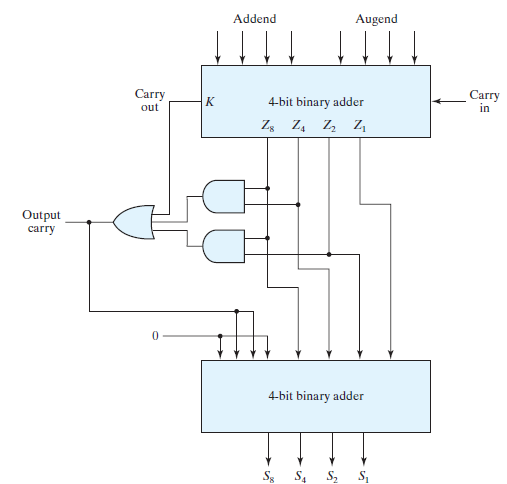 Addend Augend
Carry
out
K
4-bit binary adder
Carry
in
Z₈ Z₄ Z₂ Z₁
Output
carry
0
4-bit binary adder
S₈ S₄ S₂ S₁